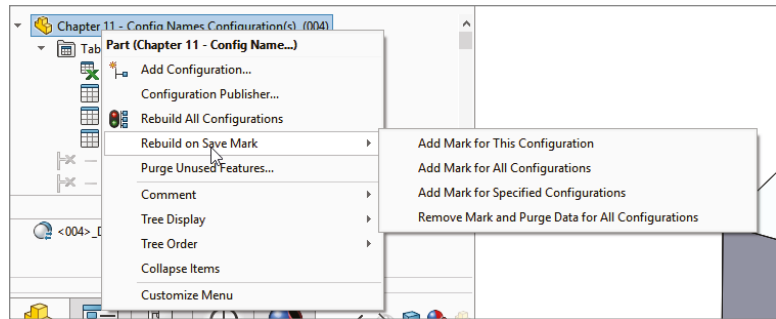 Chapter 11 - Config Names Configuration(s) (004)
Part (Chapter 11 - Config Name...)
Tab
Add Configuration...
Configuration Publisher...
Rebuild All Configurations
Rebuild on Save Mark
Add Mark for This Configuration
Purge Unused Features...
Add Mark for All Configurations
Comment
Add Mark for Specified Configurations
Tree Display
Remove Mark and Purge Data for All Configurations
<004>_D
Tree Order
Collapse Items
Customize Menu